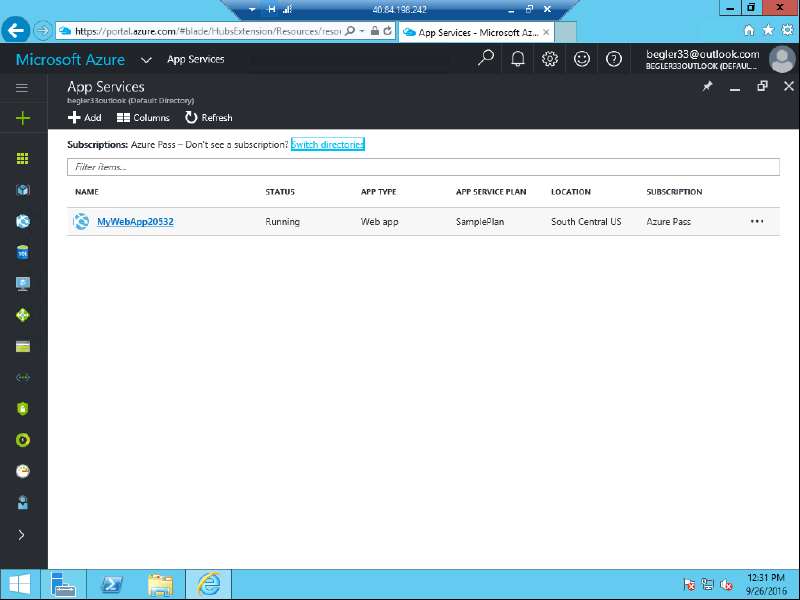 40.84.198.242
https://portal.azure.com/#blade/HubsExtension/Resources/resou
App Services - Microsoft Az...
Microsoft Azure
App Services
begler33@outlook.com
BEGLER33OUTLOOK (DEFAUL...
App Services
begler33outlook (Default Directory)
Add Columns Refresh
Subscriptions: Azure Pass – Don't see a subscription? Switch directories
Filter items...
NAME STATUS APP TYPE APP SERVICE PLAN LOCATION SUBSCRIPTION
MyWebApp20532 Running Web app SamplePlan South Central US Azure Pass ...
12:31 PM
9/26/2016